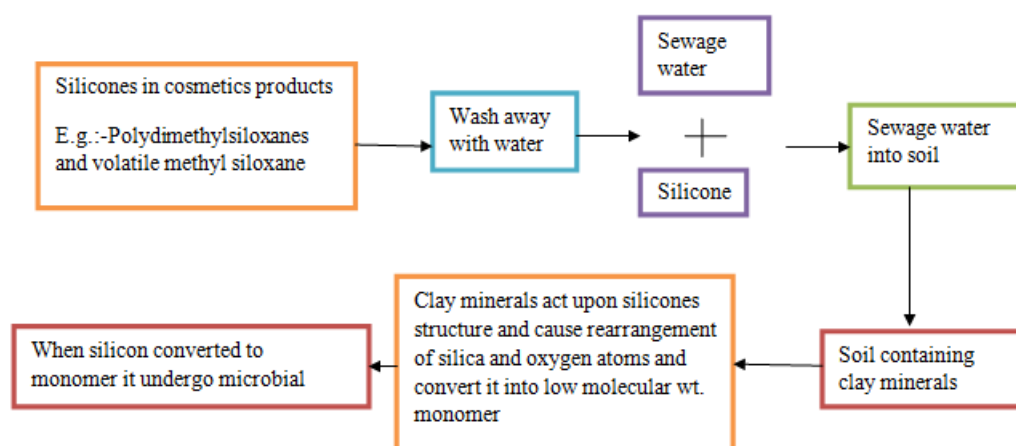 Silicones in cosmetics products
E.g.:-Polydimethylsiloxanes
and volatile methyl siloxane
Wash away
with water
Sewage
water
+
Silicone
Sewage water
into soil
Soil containing
clay minerals
Clay minerals act upon silicones
structure and cause rearrangement
of silica and oxygen atoms and
convert it into low molecular wt.
monomer
When silicon converted to
monomer it undergo microbial